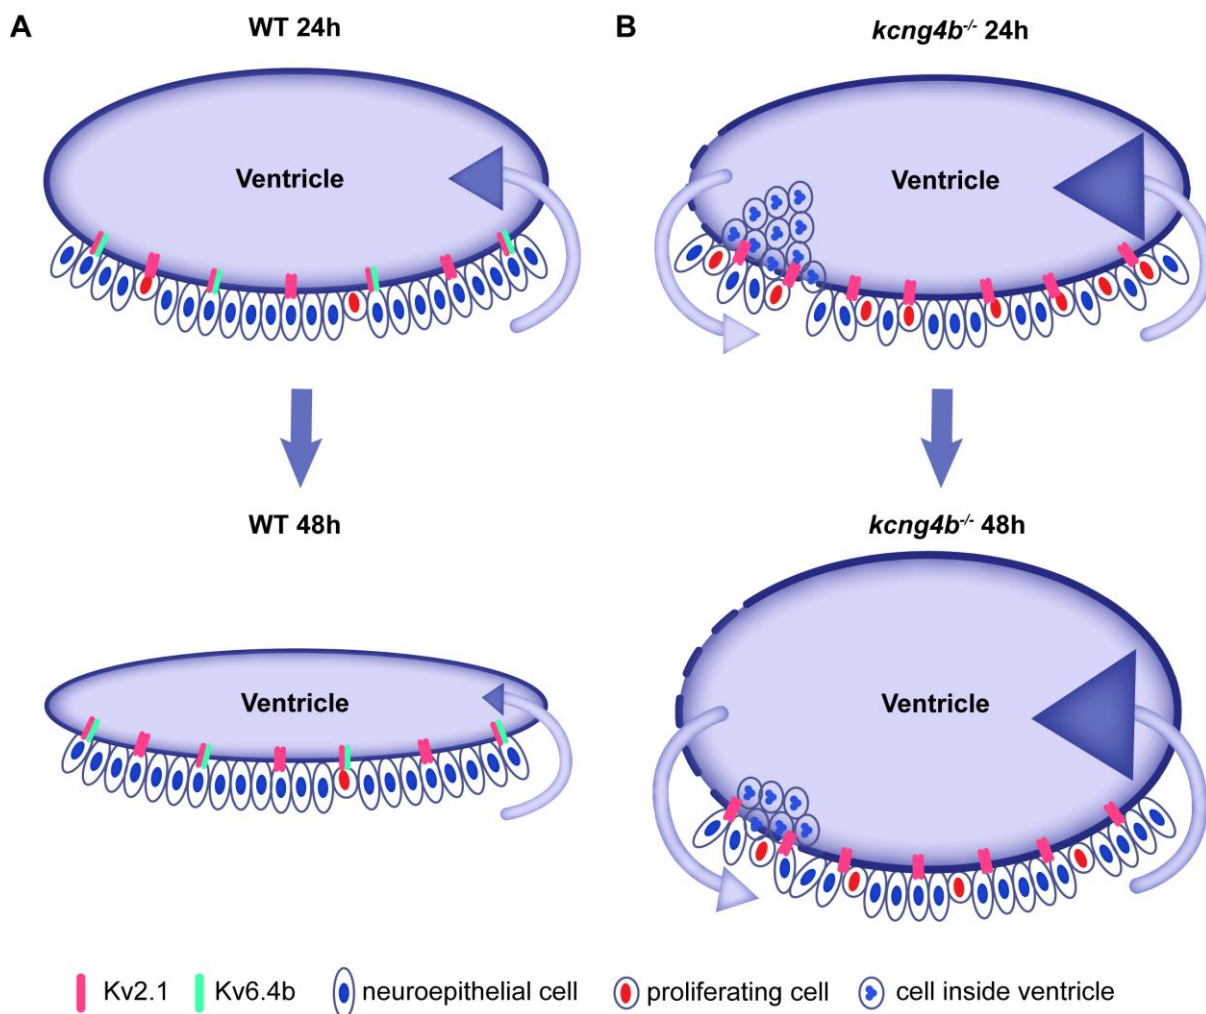 A
WT 24h
B
kcng4b-/- 24h
Ventricle
Ventricle
WT 48h
kcng4b-/- 48h
Ventricle
Ventricle
Kv2.1
Kv6.4b
neuroepithelial cell
proliferating cell
cell inside ventricle